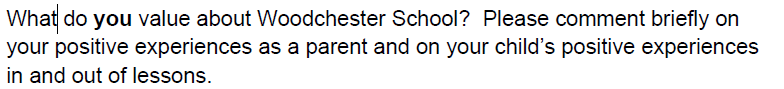 What do you value about Woodchester School?  Please comment briefly on
your positive experiences as a parent and on your child’s positive experiences
in and out of lessons.